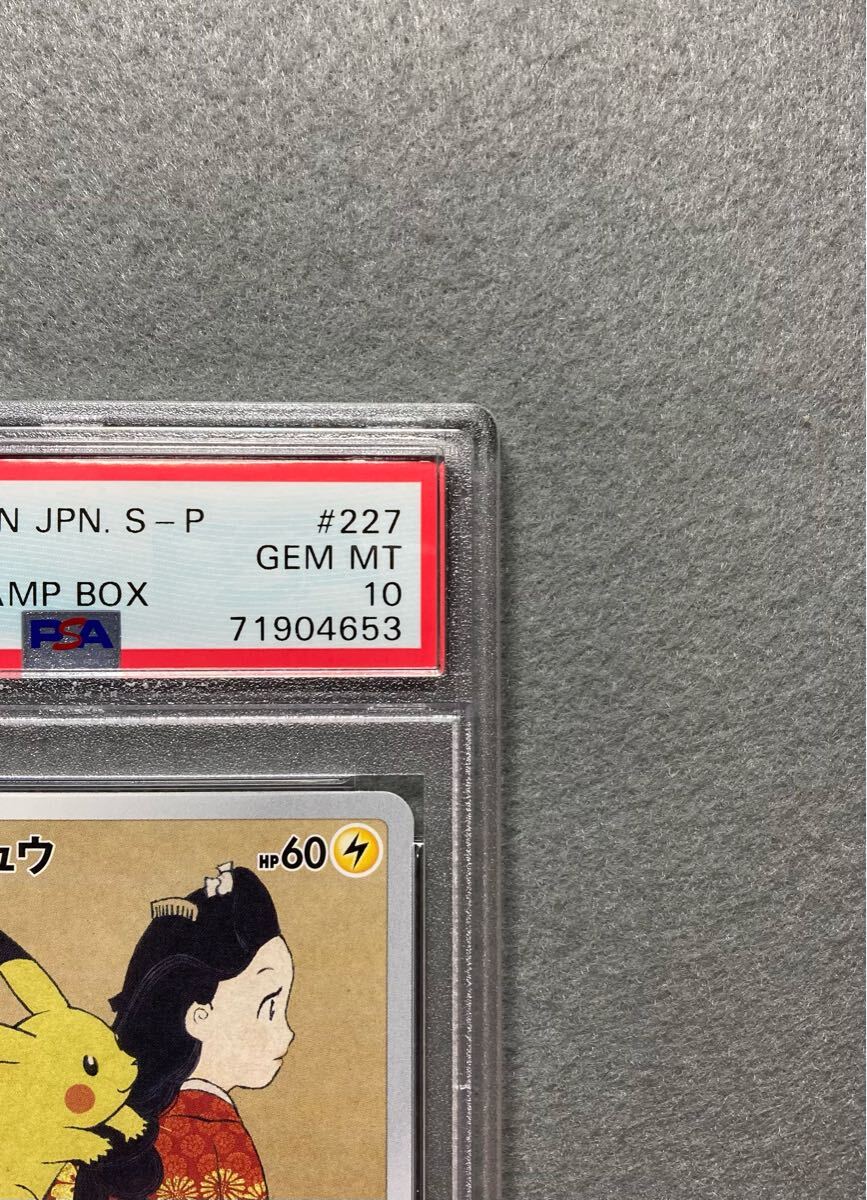 N JPN. S-P #227
GEM MT
AMP BOX 10
PSA 71904653
ュウ HP60